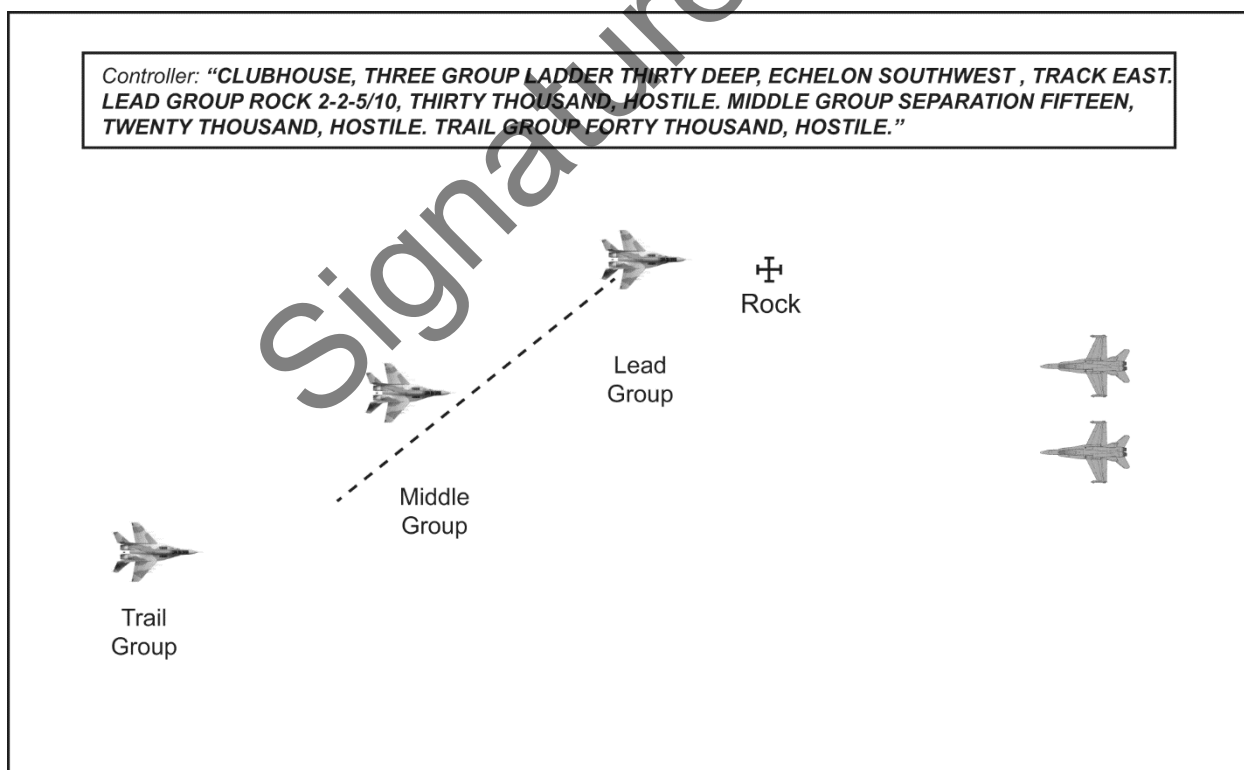 Signature
Controller: “CLUBHOUSE, THREE GROUP LADDER THIRTY DEEP, ECHELON SOUTHWEST , TRACK EAST.
LEAD GROUP ROCK 2-2-5/10, THIRTY THOUSAND, HOSTILE. MIDDLE GROUP SEPARATION FIFTEEN,
TWENTY THOUSAND, HOSTILE. TRAIL GROUP FORTY THOUSAND, HOSTILE.”
Rock
Lead
Group
Middle
Group
Trail
Group